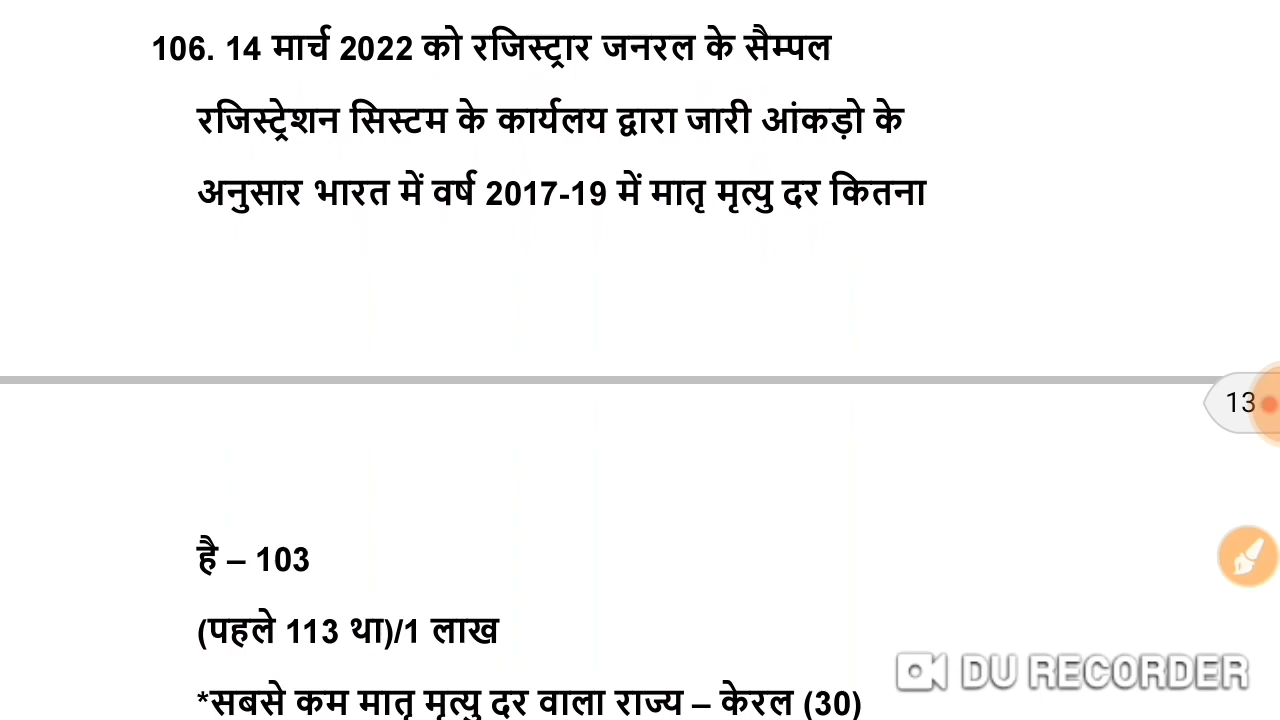 106. 14 मार्च 2022 को रजिस्ट्रार जनरल के सैम्पल
रजिस्ट्रेशन सिस्टम के कार्यलय द्वारा जारी आंकड़ो के
अनुसार भारत में वर्ष 2017-19 में मातृ मृत्यु दर कितना
13
है – 103
(पहले 113 था)/1 लाख
DU RECORDER
*सबसे कम मातृ मृत्यु दर वाला राज्य – केरल (30)